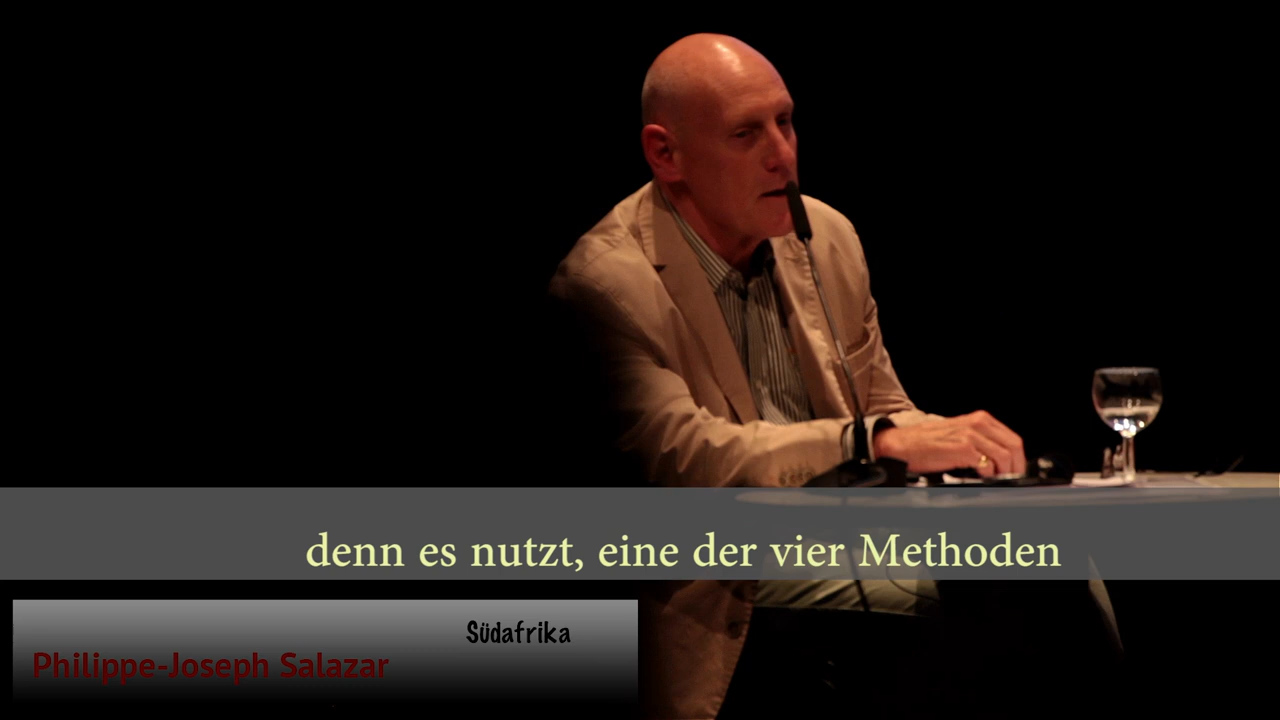 denn es nutzt, eine der vier Methoden
Südafrika
Philippe-Joseph Salazar